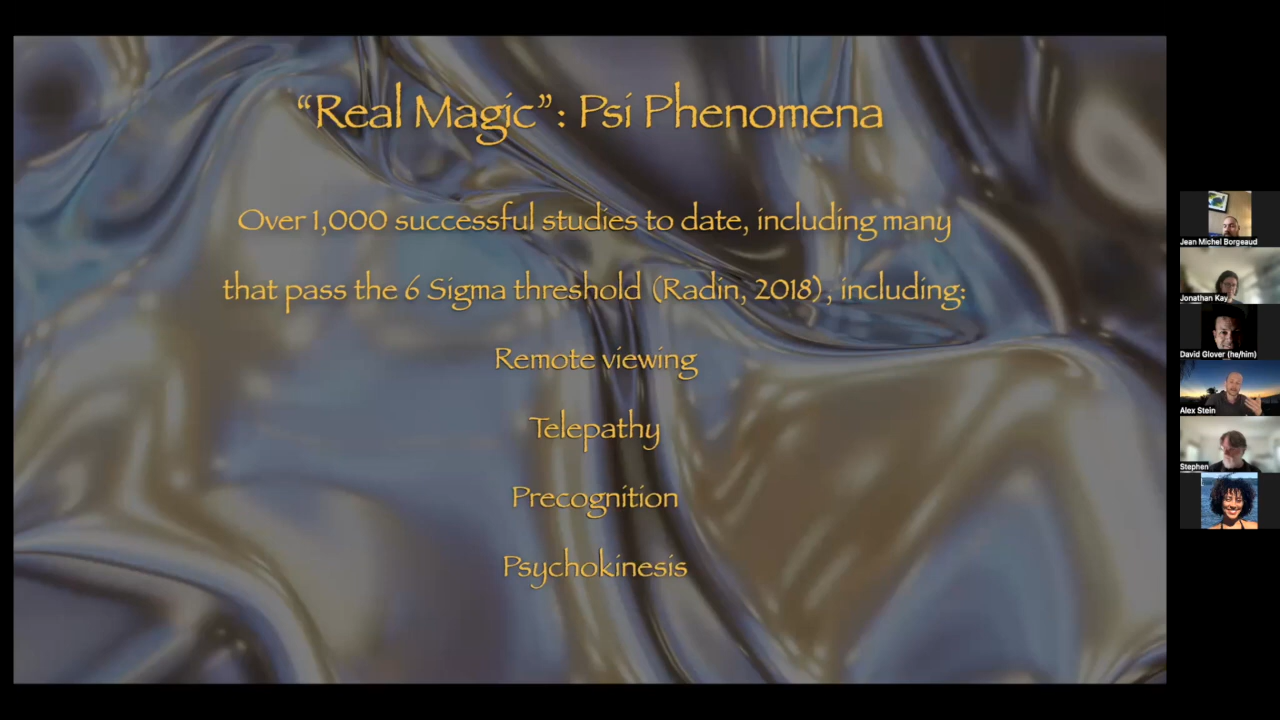 “Real Magic”: Psi Phenomena
Over 1,000 successful studies to date, including many
that pass the 6 Sigma threshold (Radin, 2018), including:
Remote viewing
Telepathy
Precognition
Psychokinesis
Jean Michel Borgeaud
Jonathan Kay
David Glover (he/him)
Alex Stein
Stephen